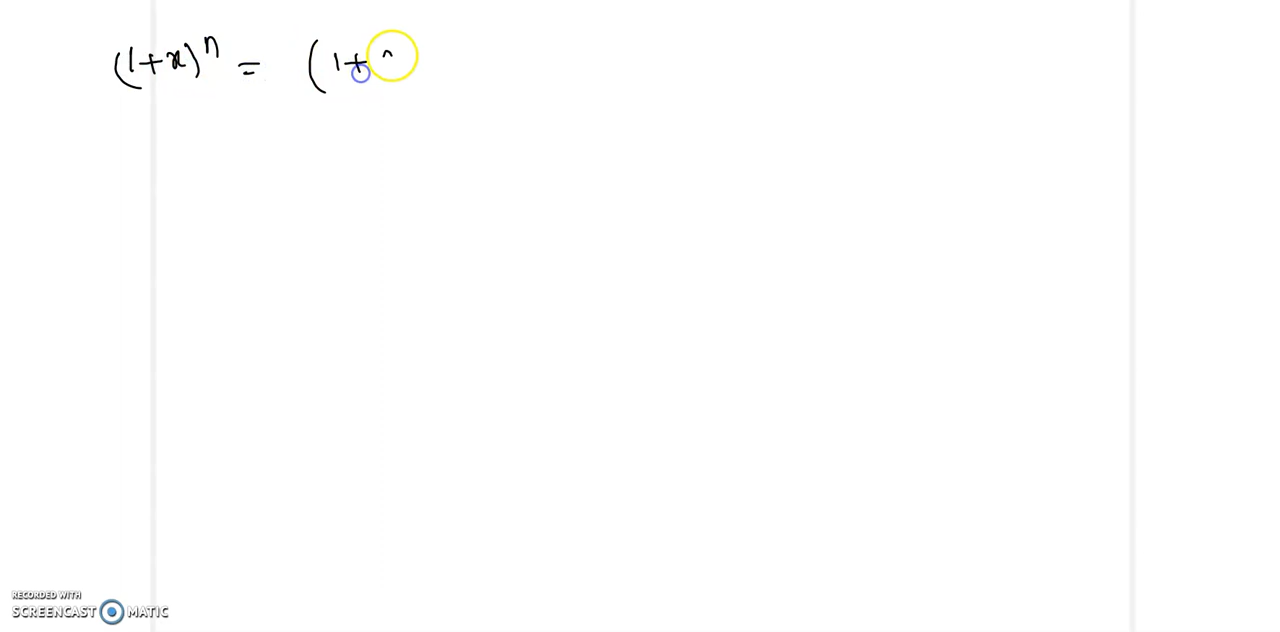 (1+x)^n = (1+
RECORDED WITH
SCREENCAST MATIC